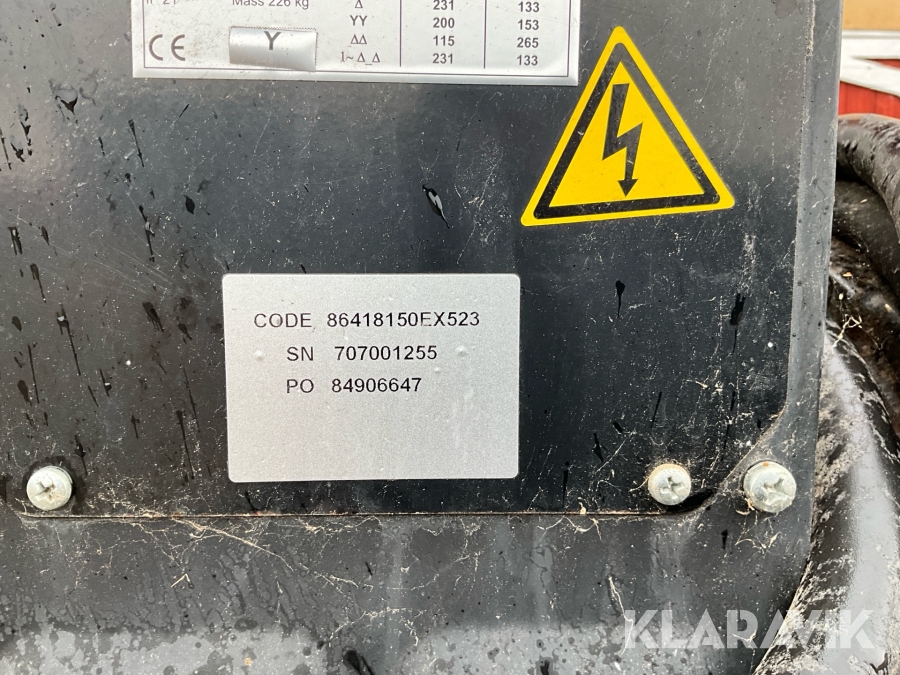 Mass 226 kg Δ 231 133
YY 200 153
CE Y ΔΔ 115 265
1~ Δ_Δ 231 133
CODE 86418150EX523
SN 707001255
PO 84906647
KLARAVIK